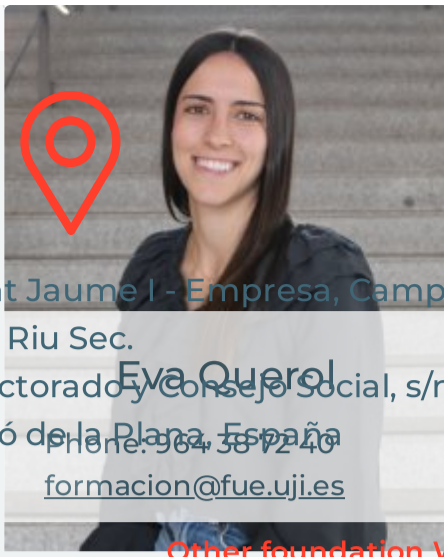 t Jaume I - Empresa, Camp
Riu Sec.
Eva Querol
ctorado y Consejo Social, s/n
ó de la Plana, España
Phone: 964 38 72 40
formacion@fue.uji.es
Other foundation